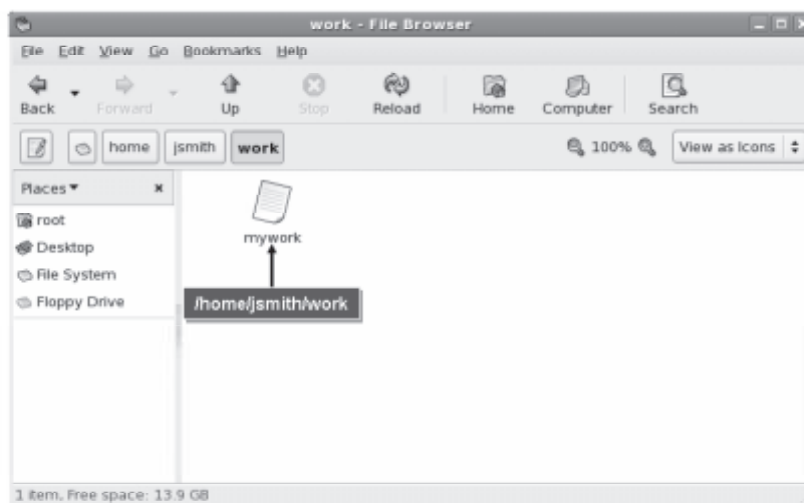 work - File Browser
File Edit View Go Bookmarks Help
Back Forward Up Stop Reload Home Computer Search
home jsmith work 100% View as Icons
Places
root
Desktop
File System
Floppy Drive
mywork
/home/jsmith/work
1 item, Free space: 13.9 GB